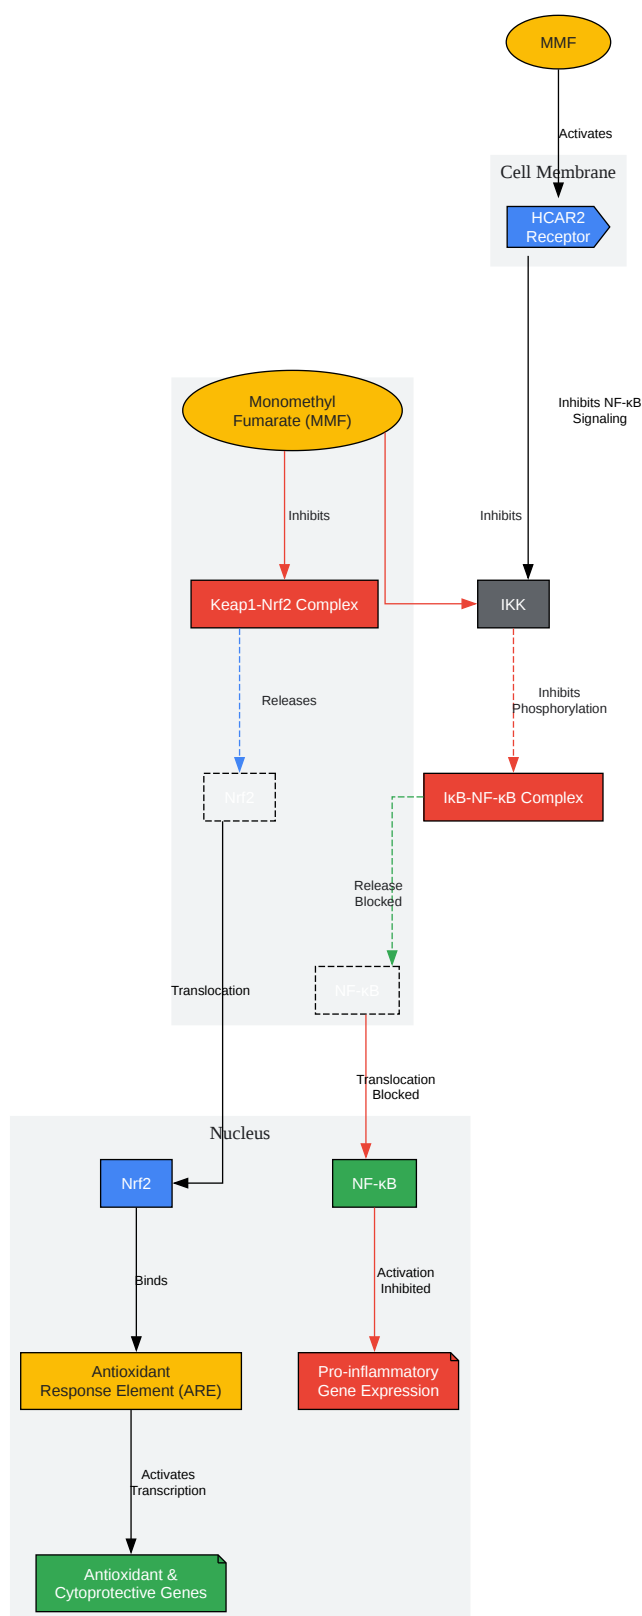 MMF
Activates
Cell Membrane
HCAR2
Receptor
Monomethyl
Fumarate (MMF)
Inhibits NF-κB
Signaling
Inhibits
Inhibits
Keap1-Nrf2 Complex
IKK
Releases
Inhibits
Phosphorylation
Nrf2
IκB-NF-κB Complex
Release
Blocked
Translocation
NF-κB
Translocation
Blocked
Nucleus
Nrf2
NF-κB
Binds
Activation
Inhibited
Antioxidant
Response Element (ARE)
Pro-inflammatory
Gene Expression
Activates
Transcription
Antioxidant &
Cytoprotective Genes